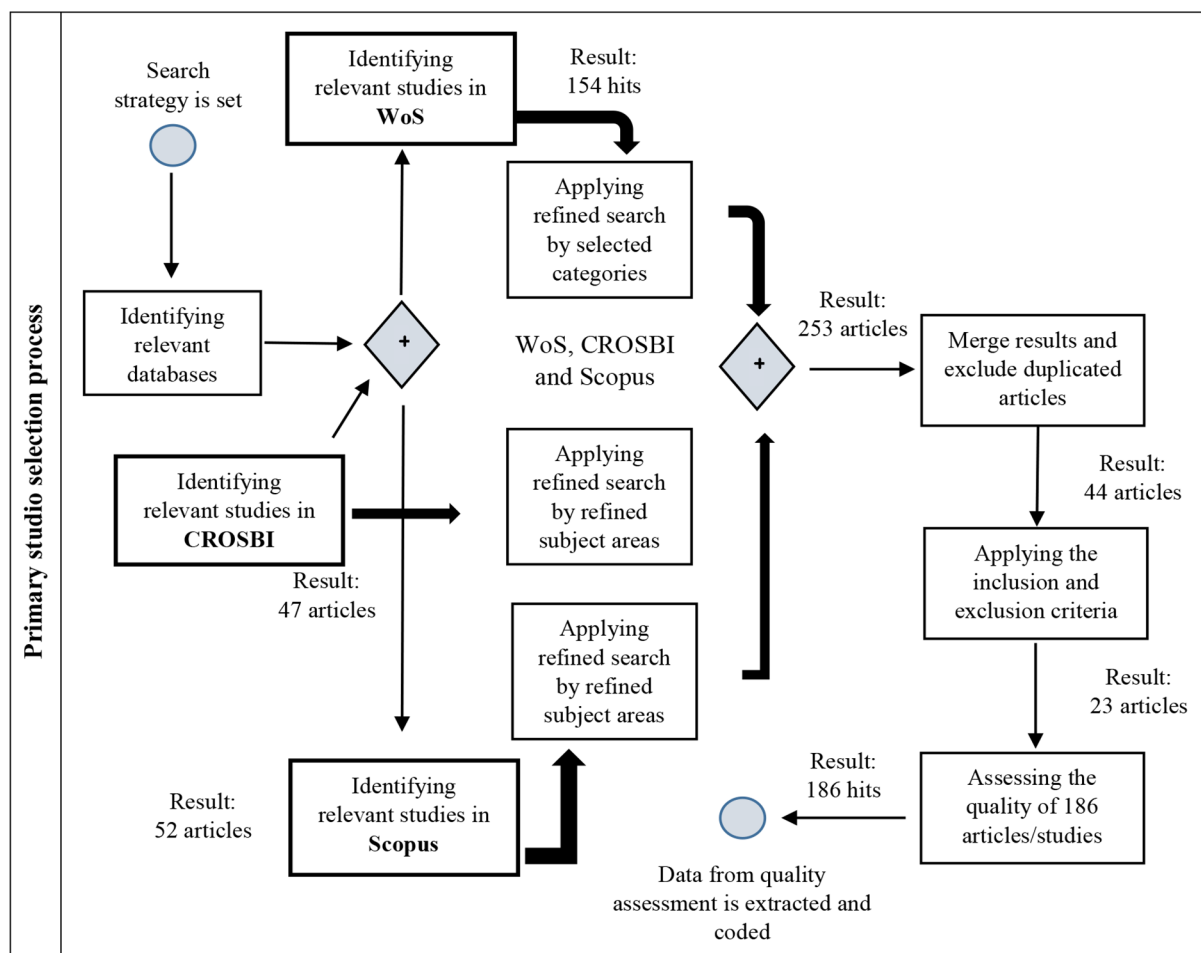 Primary studio selection process
Search
strategy is set
Identifying
relevant
databases
Identifying
relevant studies in
WoS
Result:
154 hits
Applying
refined search
by selected
categories
+
WoS, CROSBI
and Scopus
Identifying
relevant studies in
CROSBI
Result:
47 articles
Applying
refined search
by refined
subject areas
Applying
refined search
by refined
subject areas
Result:
52 articles
Identifying
relevant studies in
Scopus
+
Result:
253 articles
Merge results and
exclude duplicated
articles
Result:
44 articles
Applying the
inclusion and
exclusion criteria
Result:
23 articles
Assessing the
quality of 186
articles/studies
Result:
186 hits
Data from quality
assessment is extracted and
coded